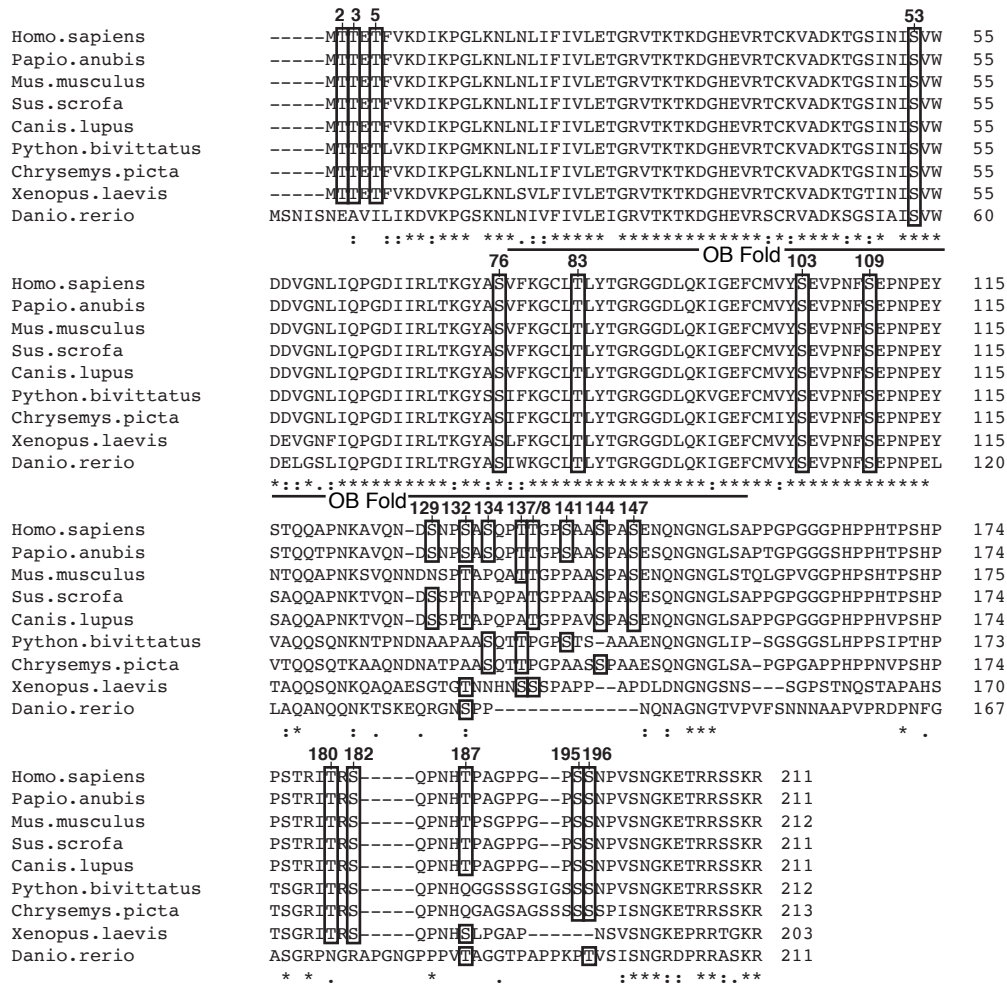 2 3 5 53
Homo.sapiens -----MTTETFVKDIKPGLKNLNLIFIVLETGRVTKTKDGHEVRTCKVADKTGSINISVW 55
Papio.anubis -----MTTETFVKDIKPGLKNLNLIFIVLETGRVTKTKDGHEVRTCKVADKTGSINISVW 55
Mus.musculus -----MTTETFVKDIKPGLKNLNLIFIVLETGRVTKTKDGHEVRTCKVADKTGSINISVW 55
Sus.scrofa -----MTTETFVKDIKPGLKNLNLIFIVLETGRVTKTKDGHEVRTCKVADKTGSINISVW 55
Canis.lupus -----MTTETFVKDIKPGLKNLNLIFIVLETGRVTKTKDGHEVRTCKVADKTGSINISVW 55
Python.bivittatus -----MTTETLVKDIKPGMKNLNLIFIVLETGRVTKTKDGHEVRTCKVADKTGSINISVW 55
Chrysemys.picta -----MTTETFVKDIKPGLKNLNLIFIVLETGRVTKTKDGHEVRTCKVADKTGSINISVW 55
Xenopus.laevis -----MTTETFVKDVKPGLKNLSVLFIVLETGRVTKTKDGHEVRTCKVADKTGTINISVW 55
Danio.rerio MSNISNEAVILIKDVKPGSKNLNIVFIVLETGRVTKTKDGHEVRSCRVADKSGSIAISVW 60
: ::**:*** ***.::***** **************:*:****:*:* ****
OB Fold
76 83 103 109
Homo.sapiens DDVGNLIQPGDIIRLTKGYASVFKGCLTLYTGRGGDLQKIGEFCMVYSEVPNFSEPNPEY 115
Papio.anubis DDVGNLIQPGDIIRLTKGYASVFKGCLTLYTGRGGDLQKIGEFCMVYSEVPNFSEPNPEY 115
Mus.musculus DDVGNLIQPGDIIRLTKGYASVFKGCLTLYTGRGGDLQKIGEFCMVYSEVPNFSEPNPEY 115
Sus.scrofa DDVGNLIQPGDIIRLTKGYASVFKGCLTLYTGRGGDLQKIGEFCMVYSEVPNFSEPNPEY 115
Canis.lupus DDVGNLIQPGDIIRLTKGYASVFKGCLTLYTGRGGDLQKIGEFCMVYSEVPNFSEPNPEY 115
Python.bivittatus DDVGNLIQPGDIIRLTKGYSSIFKGCLTLYTGRGGDLQKVGEFCMVYSEVPNFSEPNPEY 115
Chrysemys.picta DDVGNLIQPGDIIRLTKGYASIFKGCLTLYTGRGGDLQKIGEFCMIYSEVPNFSEPNPEY 115
Xenopus.laevis DEVGNFIQPGDIIRLTKGYASLFKGCLTLYTGRGGDLQKIGEFCMVYSEVPNFSEPNPEY 115
Danio.rerio DELGSLIQPGDIIRLTRGYASIWKGCLTLYTGRGGDLQKIGEFCMVYSEVPNFSEPNPEL 120
*::*.:**********:**:*::****************:*****:*************
OB Fold
129 132 134 137/8 141 144 147
Homo.sapiens STQQAPNKAVQN-DSNPSASQPTTGPSAASPASENQNGNGLSAPPGPGGGPHPPHTPSHP 174
Papio.anubis STQQTPNKAVQN-DSNPSASQPTTGPSAASPASENQNGNGLSAPTGPGGGPHPPHTPSHP 174
Mus.musculus NTQQAPNKSVQNNDNSPTAPQATTGPPAASPASENQNGNGLSTQLGPVGGPHPSHTPSHP 175
Sus.scrofa SAQQAPNKTVQN-DSSPTAPQPATGPPAASPASENQNGNGLSAPPGPGGGPHPPHTPSHP 174
Canis.lupus SAQQAPNKTVQN-DSSPTAPQPATGPPAVSPASENQNGNGLSAPPGPGGGPHPPHVPSHP 174
Python.bivittatus VAQQSQNKNTPNDNAAPAASQTTPGPSTS-AAAENQNGNGLIP-SGSGGSLHPPSIPTHP 173
Chrysemys.picta VTQQSQTKAAQNDNATPAASQTTPGPAASSPAAESQNGNGLSA-PGPGAPPHPPNVPSHP 174
Xenopus.laevis TAQQSQNKQAQAESGTGTNNHNSSSPAPP--APDLDNGNGSNS---SGPSTNQSTAPAHS 170
Danio.rerio LAQANQQNKTSKEQRGNSPP-------------NQNAGNGTVPVFSNNNAAPVPRDPNFG 167
:* : . . : : : *** * .
180 182 187 195 196
Homo.sapiens PSTRITRS-----QPNHTPAGPPG--PSSNPVSNGKETRRSSKR 211
Papio.anubis PSTRITRS-----QPNHTPAGPPG--PSSNPVSNGKETRRSSKR 211
Mus.musculus PSTRITRS-----QPNHTPSGPPG--PSSNPVSNGKETRRSSKR 212
Sus.scrofa PSTRITRS-----QPNHTPAGPPG--PSSNPVSNGKETRRSSKR 211
Canis.lupus PSTRITRS-----QPNHTPAGPPG--PSSNPVSNGKETRRSSKR 211
Python.bivittatus TSGRITRS-----QPNHQGGSSSGIGSSSNPVSNGKETRRSSKR 212
Chrysemys.picta TSGRITRS-----QPNHQGAGSAGSSSSSSPISNGKETRRSSKR 213
Xenopus.laevis TSGRITRS-----QPNHSLPGAP------NSVSNGKEPRRTGKR 203
Danio.rerio ASGRPNGRAPGNGPPPVTAGGTPAPPKPTVSISNGRDPRRASKR 211
* * * . :***::.**:.**